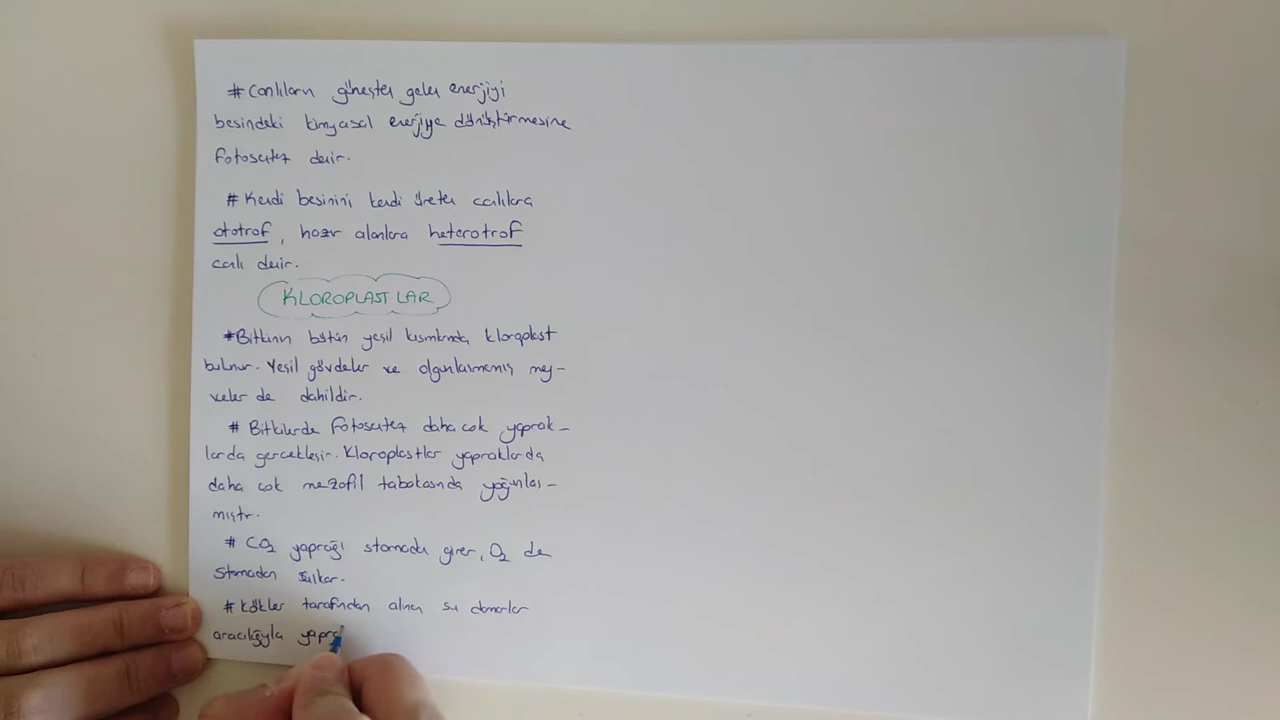 # Canlıların güneşten gelen enerjiyi
besindeki kimyasal enerjiye dönüştürmesine
fotosentez denir.
# Kendi besinini kendi üreten canlılara
ototrof, hazır alanlara heterotrof
canlı denir.
KLOROPLASTLAR
*Bitkinin bütün yeşil kısımlarında kloroplast
bulunur. Yeşil gövdeler ve olgunlaşmamış mey-
veler de dahildir.
# Bitkilerde fotosentez daha çok yaprak-
larda gerçekleşir. Kloroplastlar yapraklarda
daha çok mezofil tabakasında yoğunlaş-
mıştır.
# CO₂ yaprağı stomadan girer, O₂ de
stomadan
# Kökler tarafından alınan su damarlar
aracılığıyla yapra